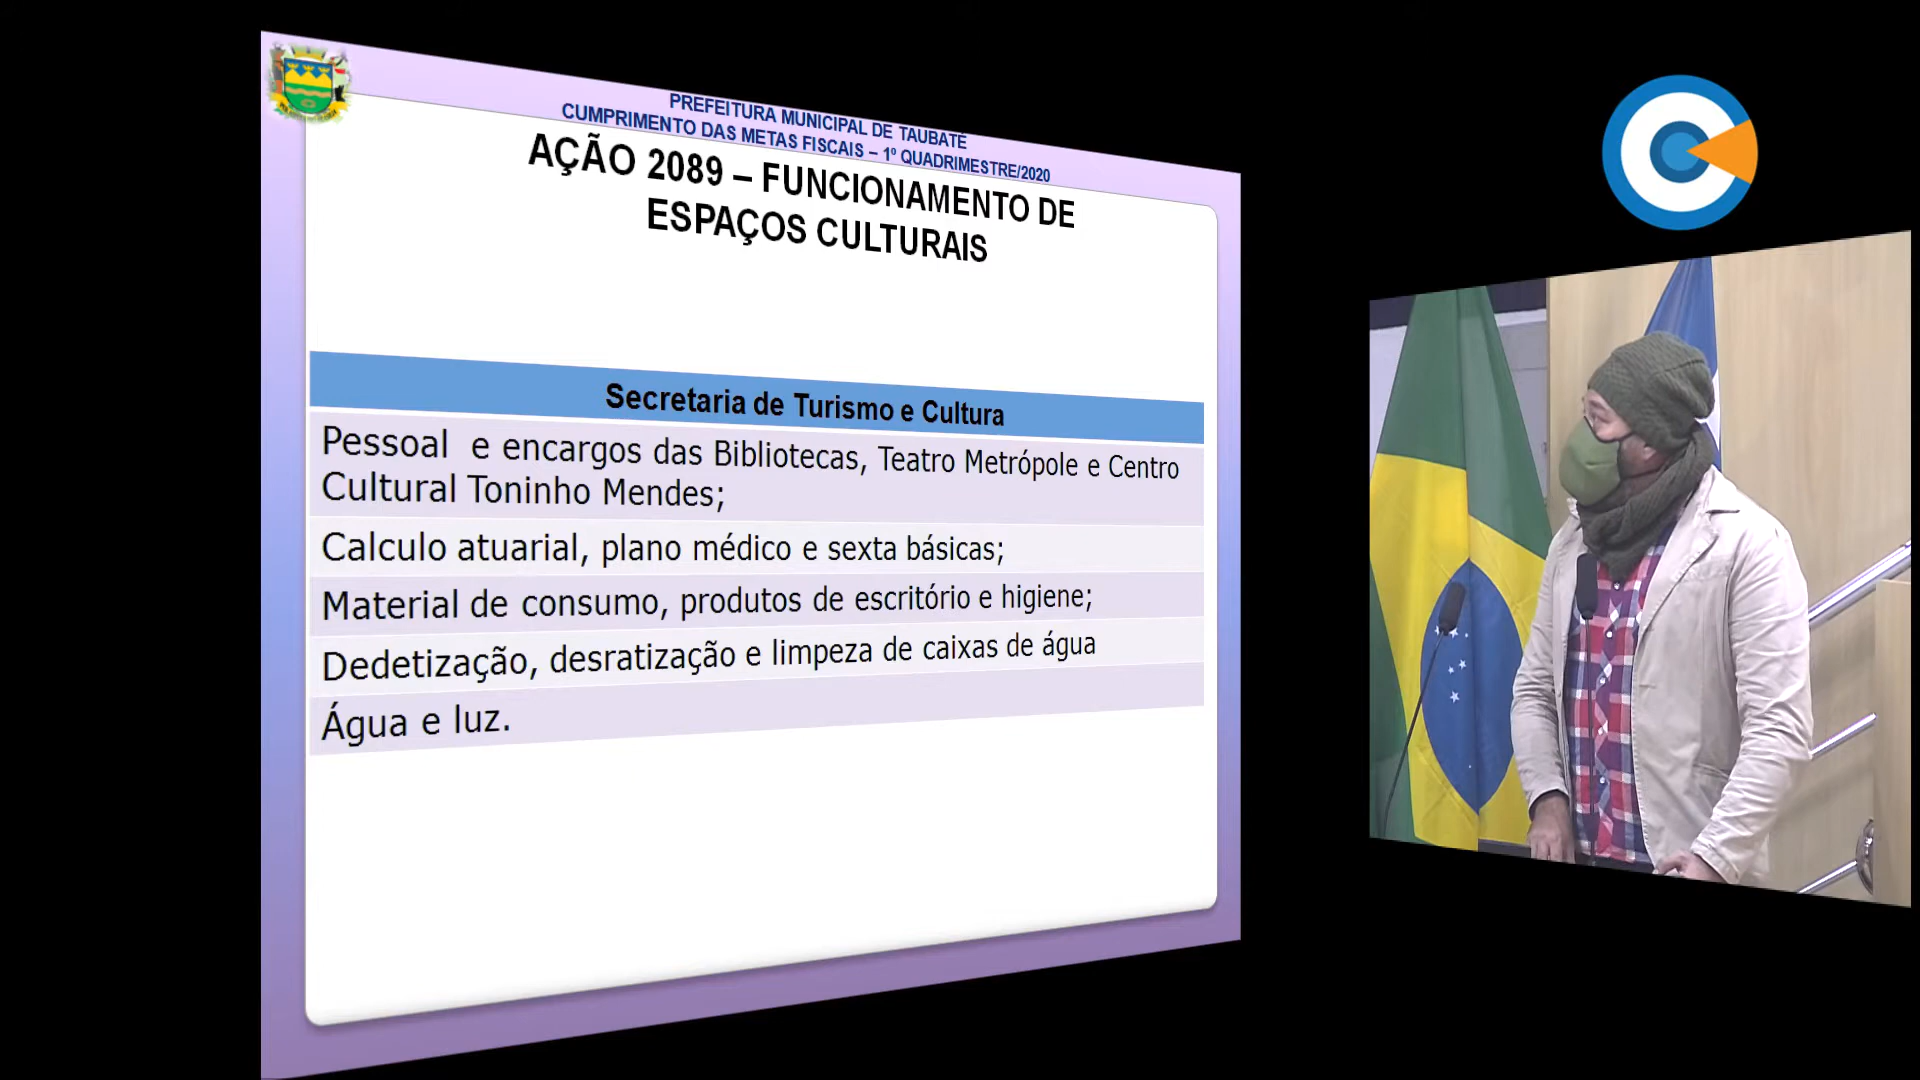 PREFEITURA MUNICIPAL DE TAUBATÉ
CUMPRIMENTO DAS METAS FISCAIS – 1º QUADRIMESTRE/2020
AÇÃO 2089 – FUNCIONAMENTO DE
ESPAÇOS CULTURAIS
Secretaria de Turismo e Cultura
Pessoal e encargos das Bibliotecas, Teatro Metrópole e Centro
Cultural Toninho Mendes;
Calculo atuarial, plano médico e sexta básicas;
Material de consumo, produtos de escritório e higiene;
Dedetização, desratização e limpeza de caixas de água
Água e luz.